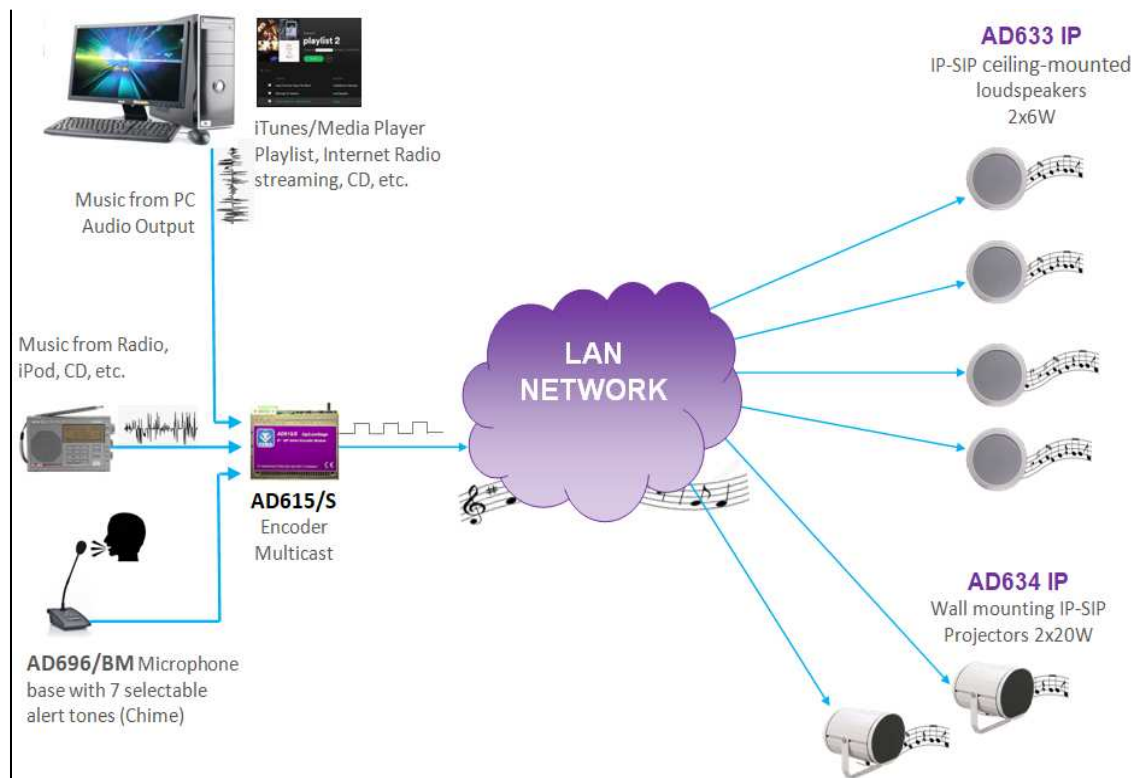 playlist 2
iTunes/Media Player
Playlist, Internet Radio
streaming, CD, etc.
Music from PC
Audio Output
Music from Radio,
iPod, CD, etc.
AD615/S
Encoder
Multicast
AD696/BM Microphone
base with 7 selectable
alert tones (Chime)
LAN
NETWORK
AD633 IP
IP-SIP ceiling-mounted
loudspeakers
2x6W
AD634 IP
Wall mounting IP-SIP
Projectors 2x20W